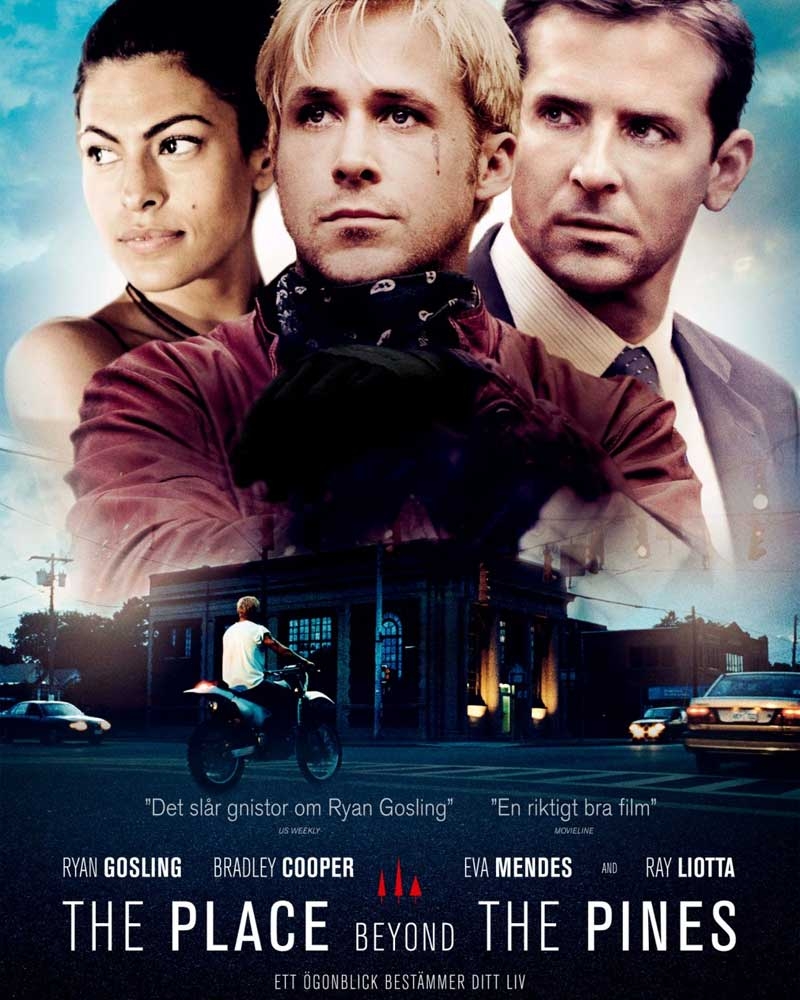 "Det slår gnistor om Ryan Gosling" "En riktigt bra film"
US WEEKLY MOVIELINE
RYAN GOSLING BRADLEY COOPER EVA MENDES AND RAY LIOTTA
THE PLACE BEYOND THE PINES
ETT ÖGONBLICK BESTÄMMER DITT LIV